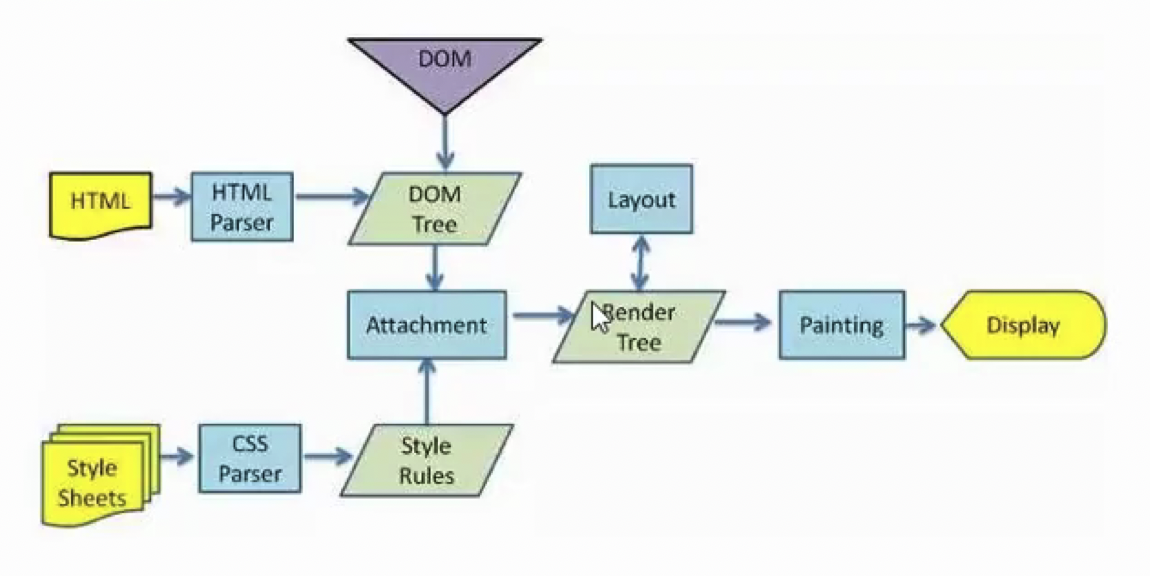 DOM
HTML
HTML
Parser
DOM
Tree
Layout
Attachment
Render
Tree
Painting
Display
Style
Sheets
CSS
Parser
Style
Rules